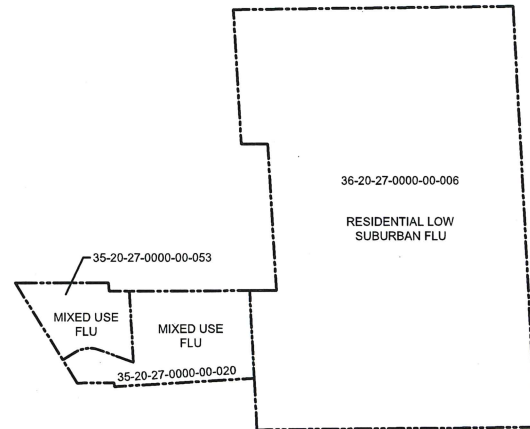 36-20-27-0000-00-006
RESIDENTIAL LOW
SUBURBAN FLU
35-20-27-0000-00-053
MIXED USE
FLU
MIXED USE
FLU
35-20-27-0000-00-020